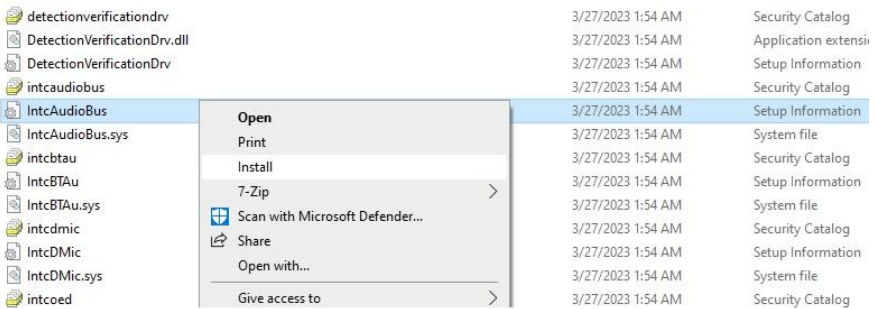 detectionverificationdrv 3/27/2023 1:54 AM Security Catalog
DetectionVerificationDrv.dll 3/27/2023 1:54 AM Application extensi
DetectionVerificationDrv 3/27/2023 1:54 AM Setup Information
intcaudiobus 3/27/2023 1:54 AM Security Catalog
IntcAudioBus 3/27/2023 1:54 AM Setup Information
IntcAudioBus.sys 3/27/2023 1:54 AM System file
intcbtau 3/27/2023 1:54 AM Security Catalog
IntcBTAu 3/27/2023 1:54 AM Setup Information
IntcBTAu.sys 3/27/2023 1:54 AM System file
intcdmic 3/27/2023 1:54 AM Security Catalog
IntcDMic 3/27/2023 1:54 AM Setup Information
IntcDMic.sys 3/27/2023 1:54 AM System file
intcoed 3/27/2023 1:54 AM Security Catalog
Open
Print
Install
7-Zip
Scan with Microsoft Defender...
Share
Open with...
Give access to